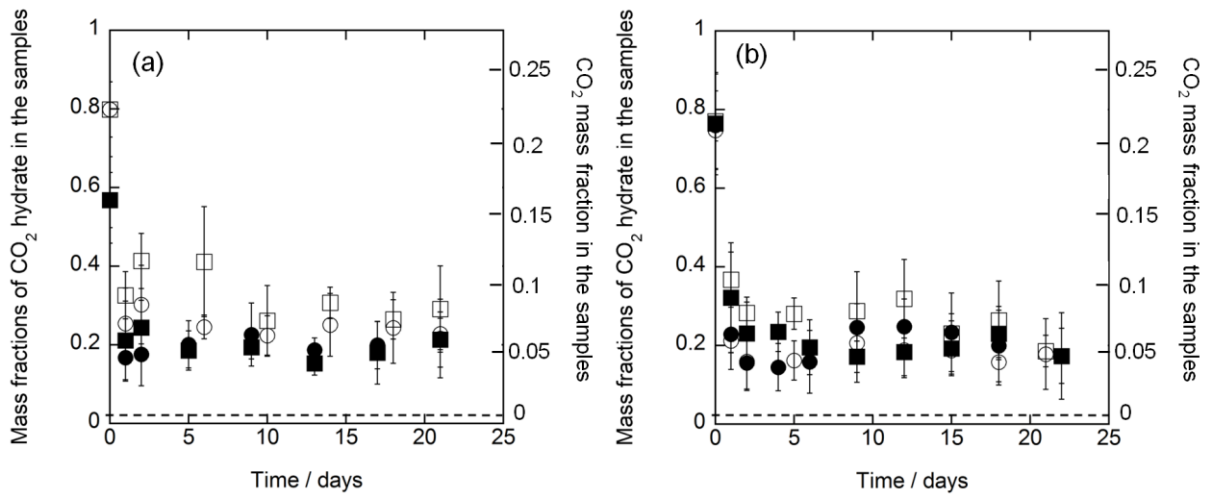 (a)
Mass fractions of CO₂ hydrate in the samples
1
0.8
0.6
0.4
0.2
0
0.25
0.2
0.15
0.1
0.05
0
CO₂ mass fraction in the samples
0 5 10 15 20 25
Time / days
(b)
Mass fractions of CO₂ hydrate in the samples
1
0.8
0.6
0.4
0.2
0
0.25
0.2
0.15
0.1
0.05
0
CO₂ mass fraction in the samples
0 5 10 15 20 25
Time / days